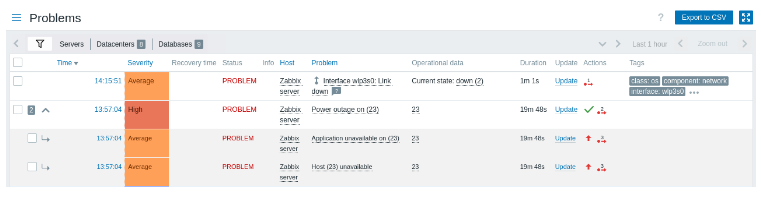 Problems
? Export to CSV
Servers Datacenters 8 Databases 9 Last 1 hour Zoom out
Time Severity Recovery time Status Info Host Problem Operational data Duration Update Actions Tags
14:15:51 Average PROBLEM Zabbix server Interface wlp3s0: Link down Current state: down (2) 1m 1s Update 1 class: os component: network interface: wlp3s0 •••
2 13:57:04 High PROBLEM Zabbix server Power outage on (23) 23 19m 48s Update 2
13:57:04 Average PROBLEM Zabbix server Application unavailable on (23) 23 19m 48s Update
13:57:04 Average PROBLEM Zabbix server Host (23) unavailable 23 19m 48s Update